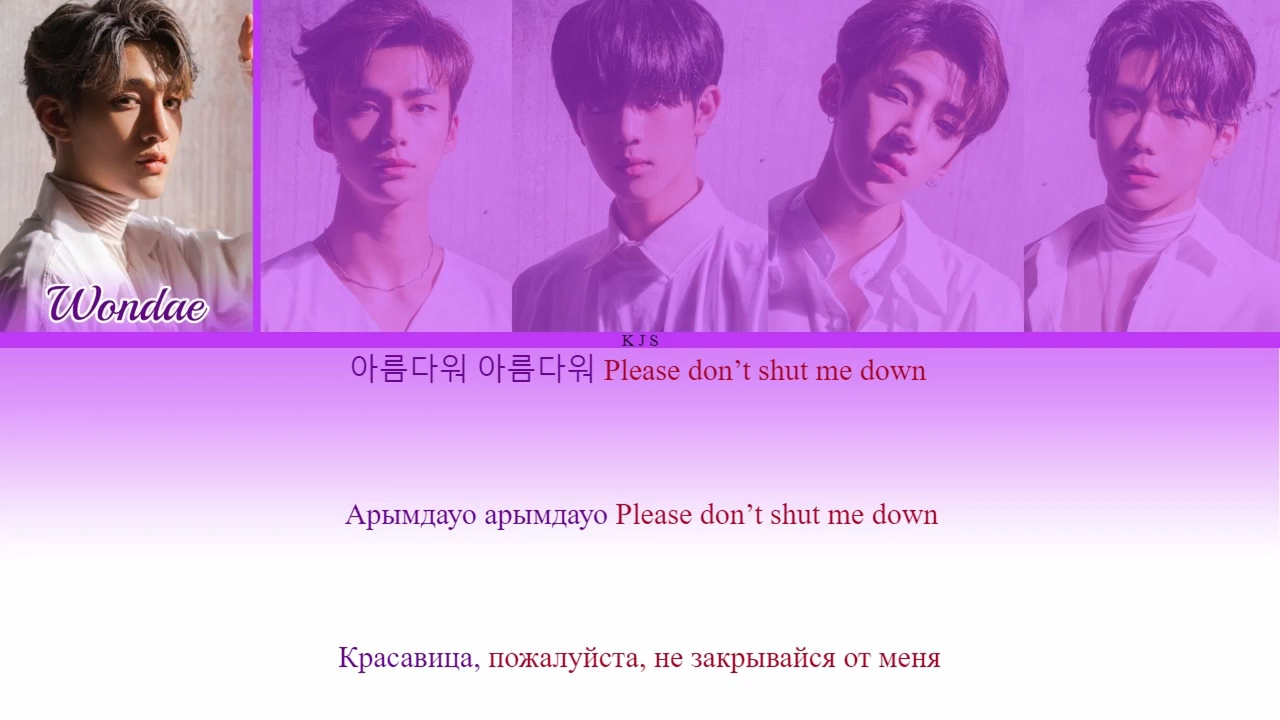 Wondae
K J S
아름다워 아름다워 Please don’t shut me down
Арымдауо арымдауо Please don’t shut me down
Красавица, пожалуйста, не закрывайся от меня